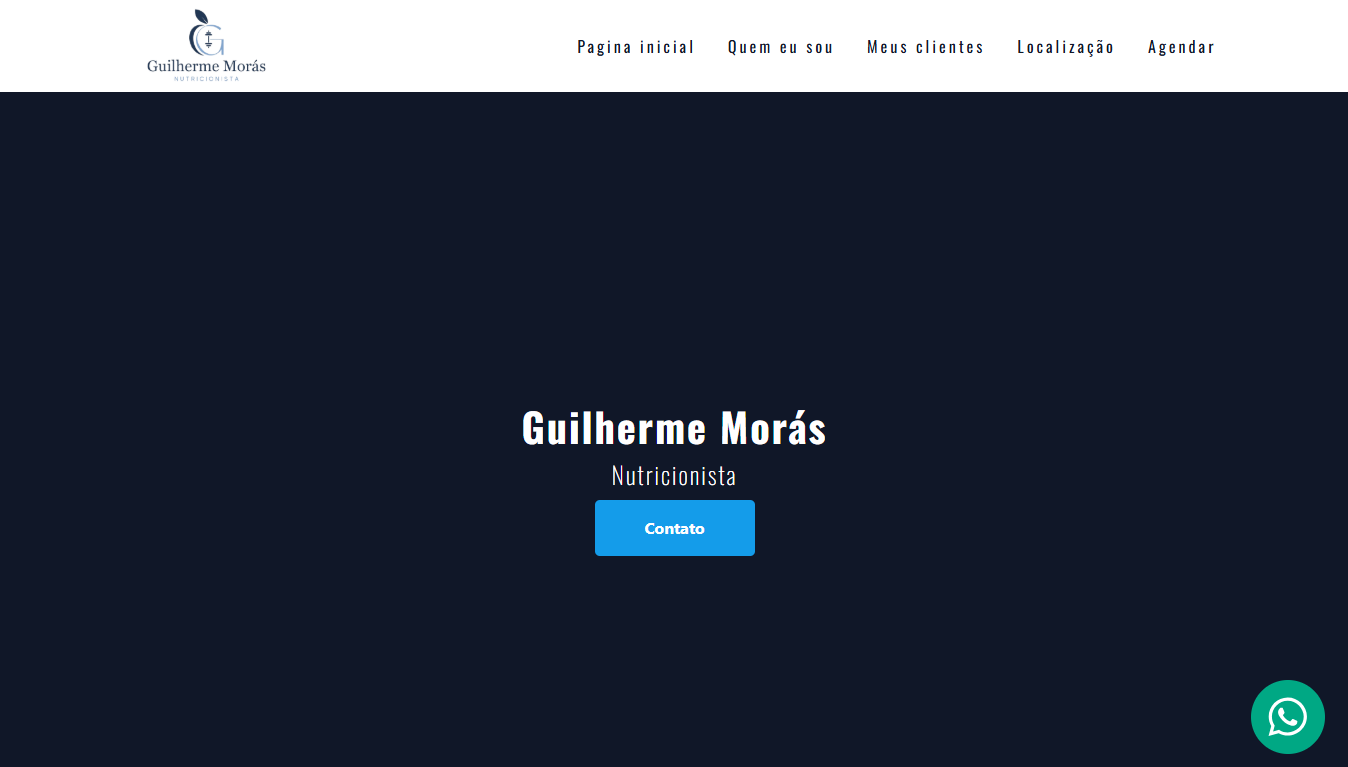 Guilherme Morás
NUTRICIONISTA
Pagina inicial
Quem eu sou
Meus clientes
Localização
Agendar
Guilherme Morás
Nutricionista
Contato